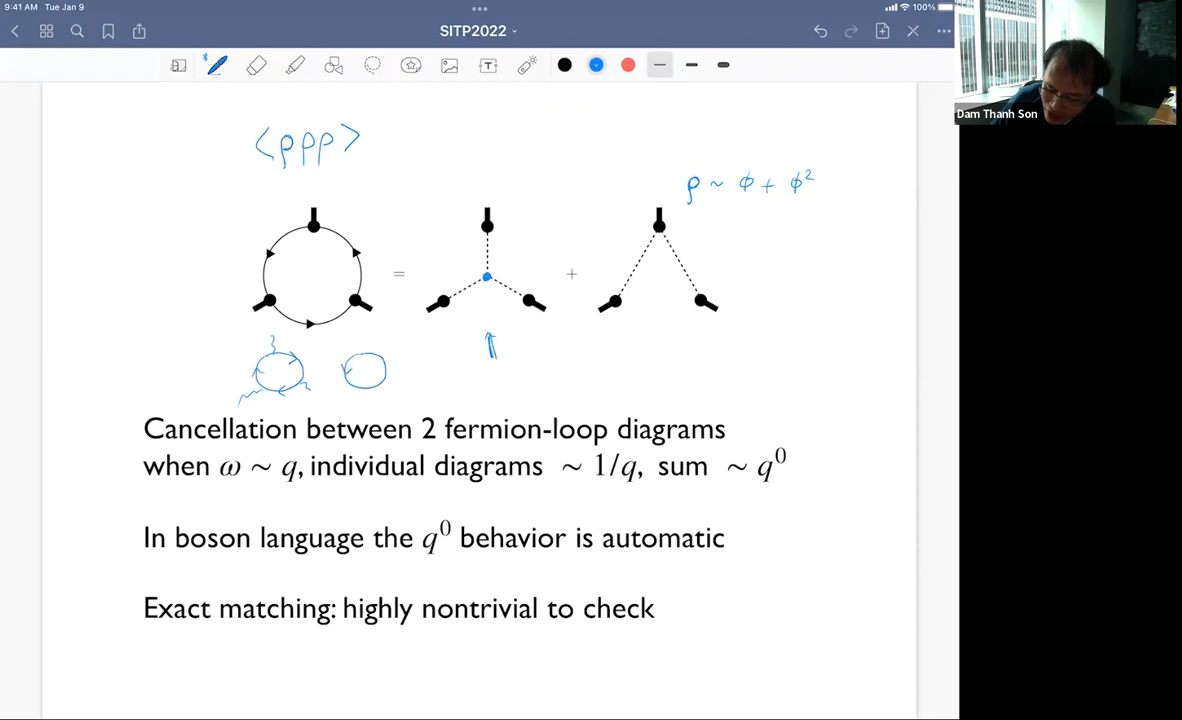 9:41 AM Tue Jan 9
100%
SITP2022
Dam Thanh Son
<ρρρ>
ρ ~ φ + φ²
=
+
Cancellation between 2 fermion-loop diagrams
when ω ~ q, individual diagrams ~ 1/q, sum ~ q⁰
In boson language the q⁰ behavior is automatic
Exact matching: highly nontrivial to check